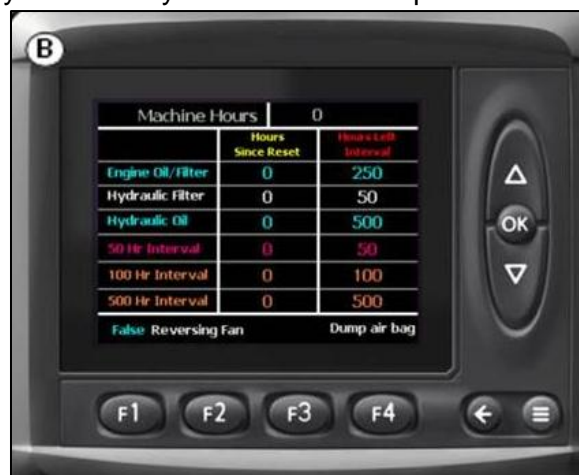 B
Machine Hours 0
Hours Since Reset Hours Left Interval
Engine Oil/Filter 0 250
Hydraulic Filter 0 50
Hydraulic Oil 0 500
50 Hr Interval 0 50
100 Hr Interval 0 100
500 Hr Interval 0 500
False Reversing Fan Dump air bag
OK
F1 F2 F3 F4